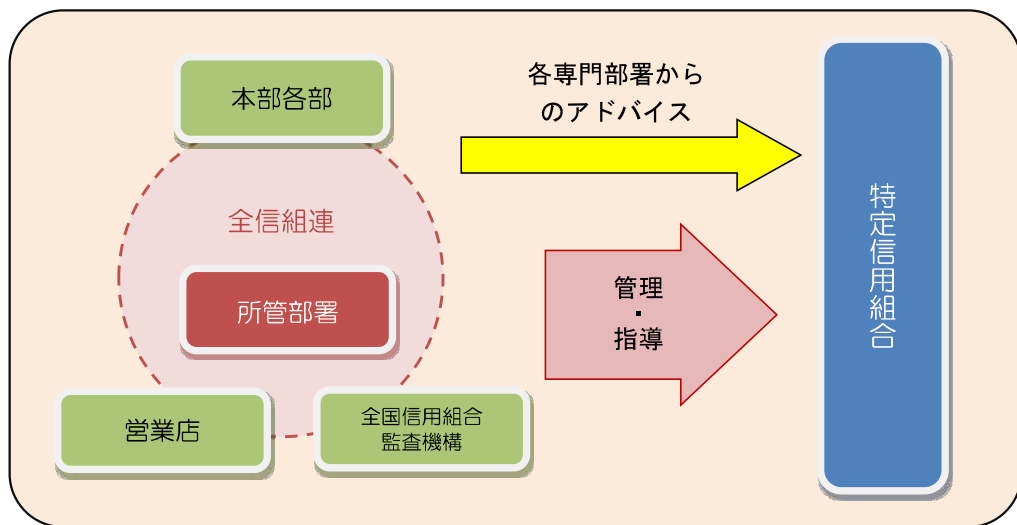 本部各部
各専門部署から
のアドバイス
全信組連
所管部署
管理
・
指導
特定信用組合
営業店
全国信用組合
監査機構